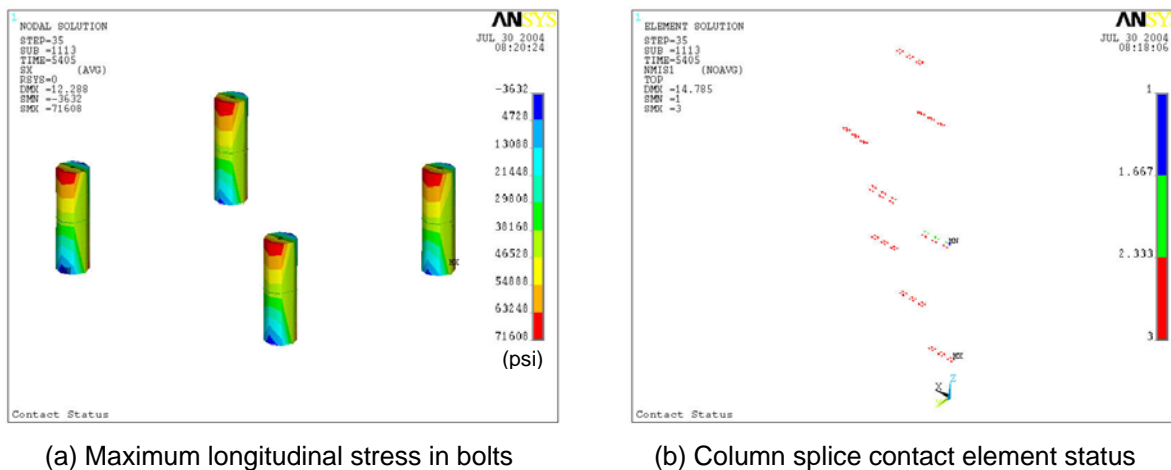 1
NODAL SOLUTION
STEP=35
SUB =1113
TIME=5405
SX (AVG)
RSYS=0
DMX =12.288
SMN =-3632
SMX =71608
ANSYS
JUL 30 2004
08:20:24
-3632
4728
13088
21448
29808
38168
46528
54888
63248
71608
(psi)
MX
Contact Status
(a) Maximum longitudinal stress in bolts
1
ELEMENT SOLUTION
STEP=35
SUB =1113
TIME=5405
NMIS1 (NOAVG)
TOP
DMX =14.785
SMN =1
SMX =3
ANSYS
JUL 30 2004
08:18:06
1
1.667
2.333
3
MN
MX
X
Z
Contact Status
(b) Column splice contact element status